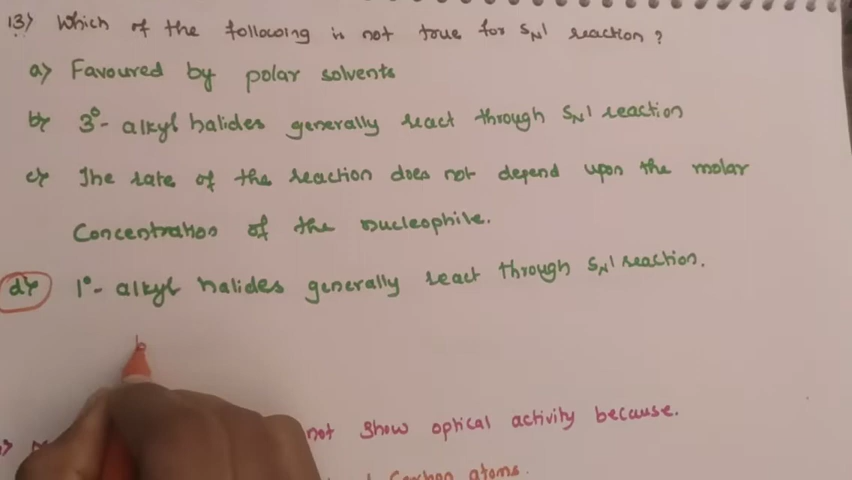 13) Which of the following is not true for SN1 reaction?
a) Favoured by polar solvents
b) 3°- alkyl halides generally react through SN1 reaction
c) The rate of the reaction does not depend upon the molar
Concentration of the nucleophile.
d) 1°- alkyl halides generally react through SN1 reaction.
not show optical activity because.
Carbon atoms.